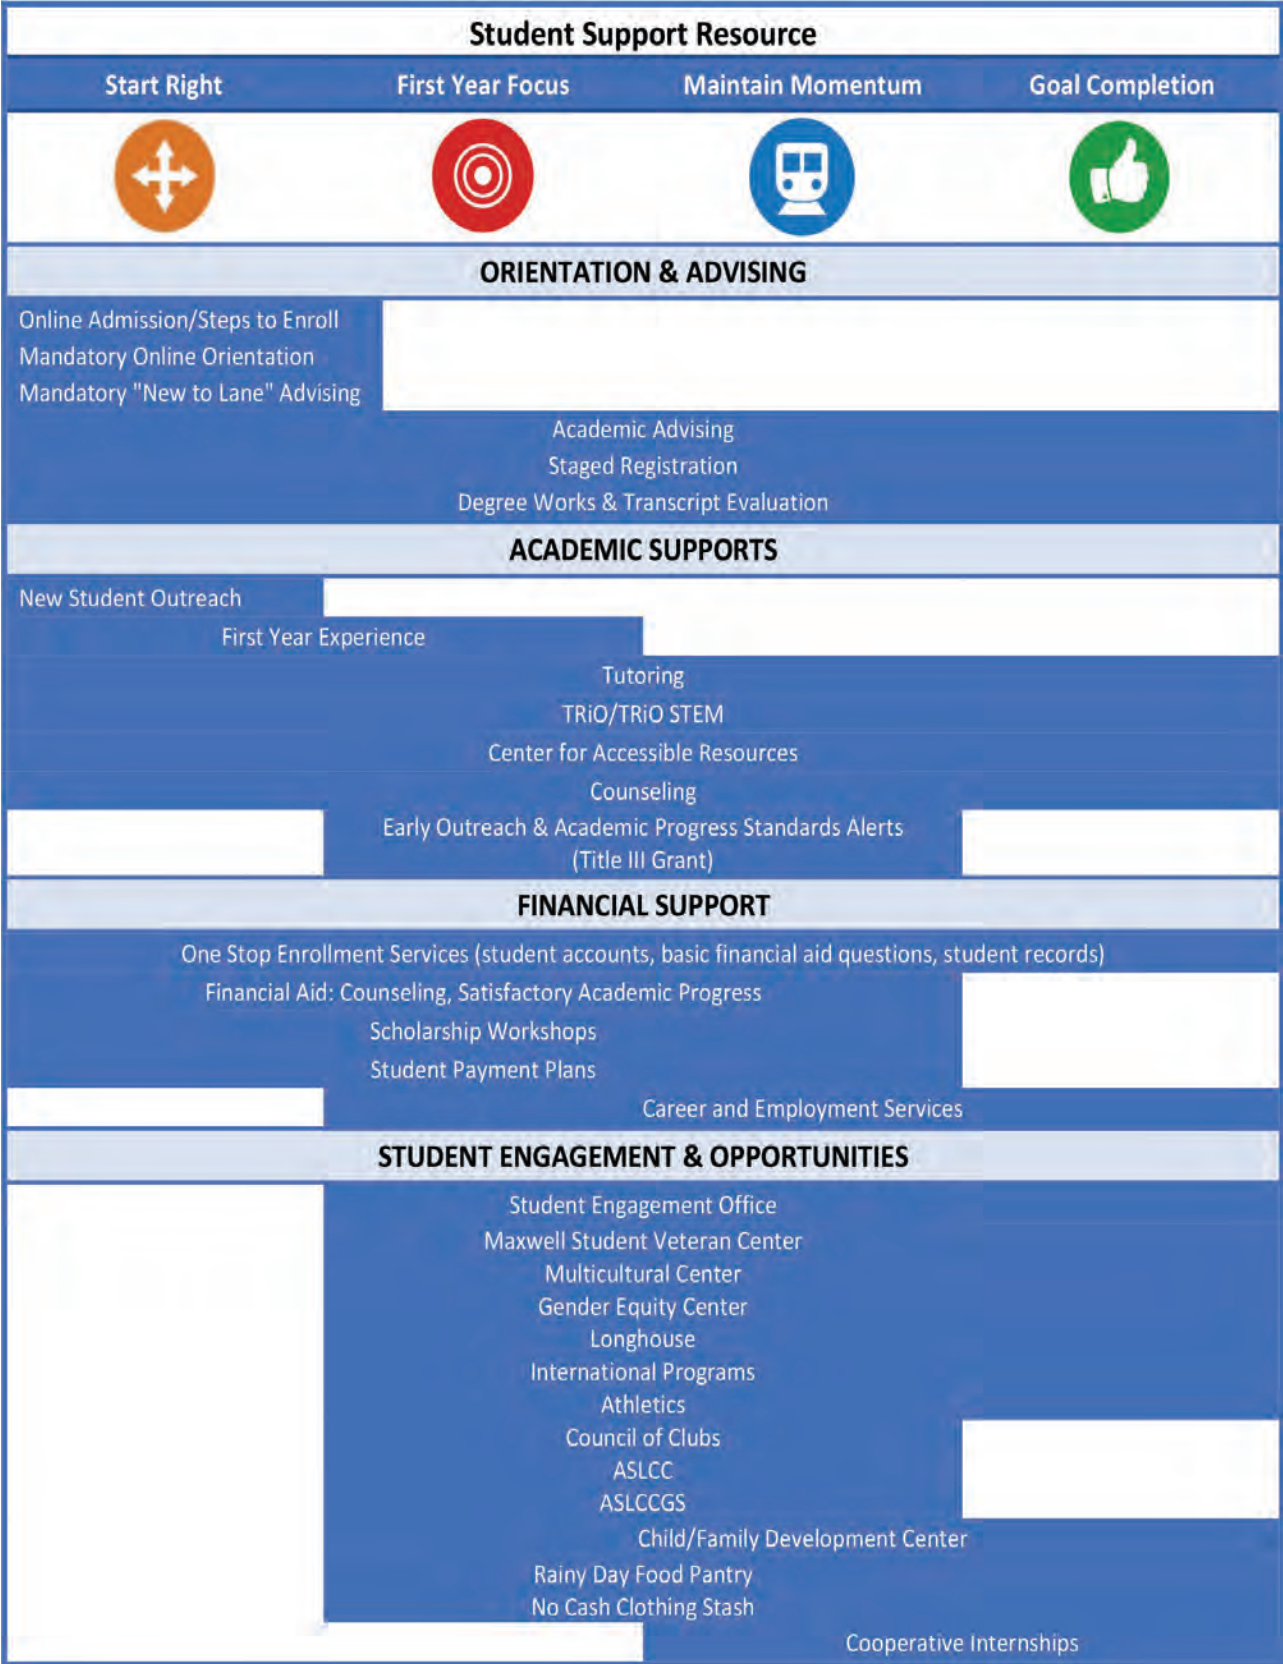 Student Support Resource
Start Right First Year Focus Maintain Momentum Goal Completion
ORIENTATION & ADVISING
Online Admission/Steps to Enroll
Mandatory Online Orientation
Mandatory "New to Lane" Advising
Academic Advising
Staged Registration
Degree Works & Transcript Evaluation
ACADEMIC SUPPORTS
New Student Outreach
First Year Experience
Tutoring
TRiO/TRiO STEM
Center for Accessible Resources
Counseling
Early Outreach & Academic Progress Standards Alerts
(Title III Grant)
FINANCIAL SUPPORT
One Stop Enrollment Services (student accounts, basic financial aid questions, student records)
Financial Aid: Counseling, Satisfactory Academic Progress
Scholarship Workshops
Student Payment Plans
Career and Employment Services
STUDENT ENGAGEMENT & OPPORTUNITIES
Student Engagement Office
Maxwell Student Veteran Center
Multicultural Center
Gender Equity Center
Longhouse
International Programs
Athletics
Council of Clubs
ASLCC
ASLCCGS
Child/Family Development Center
Rainy Day Food Pantry
No Cash Clothing Stash
Cooperative Internships